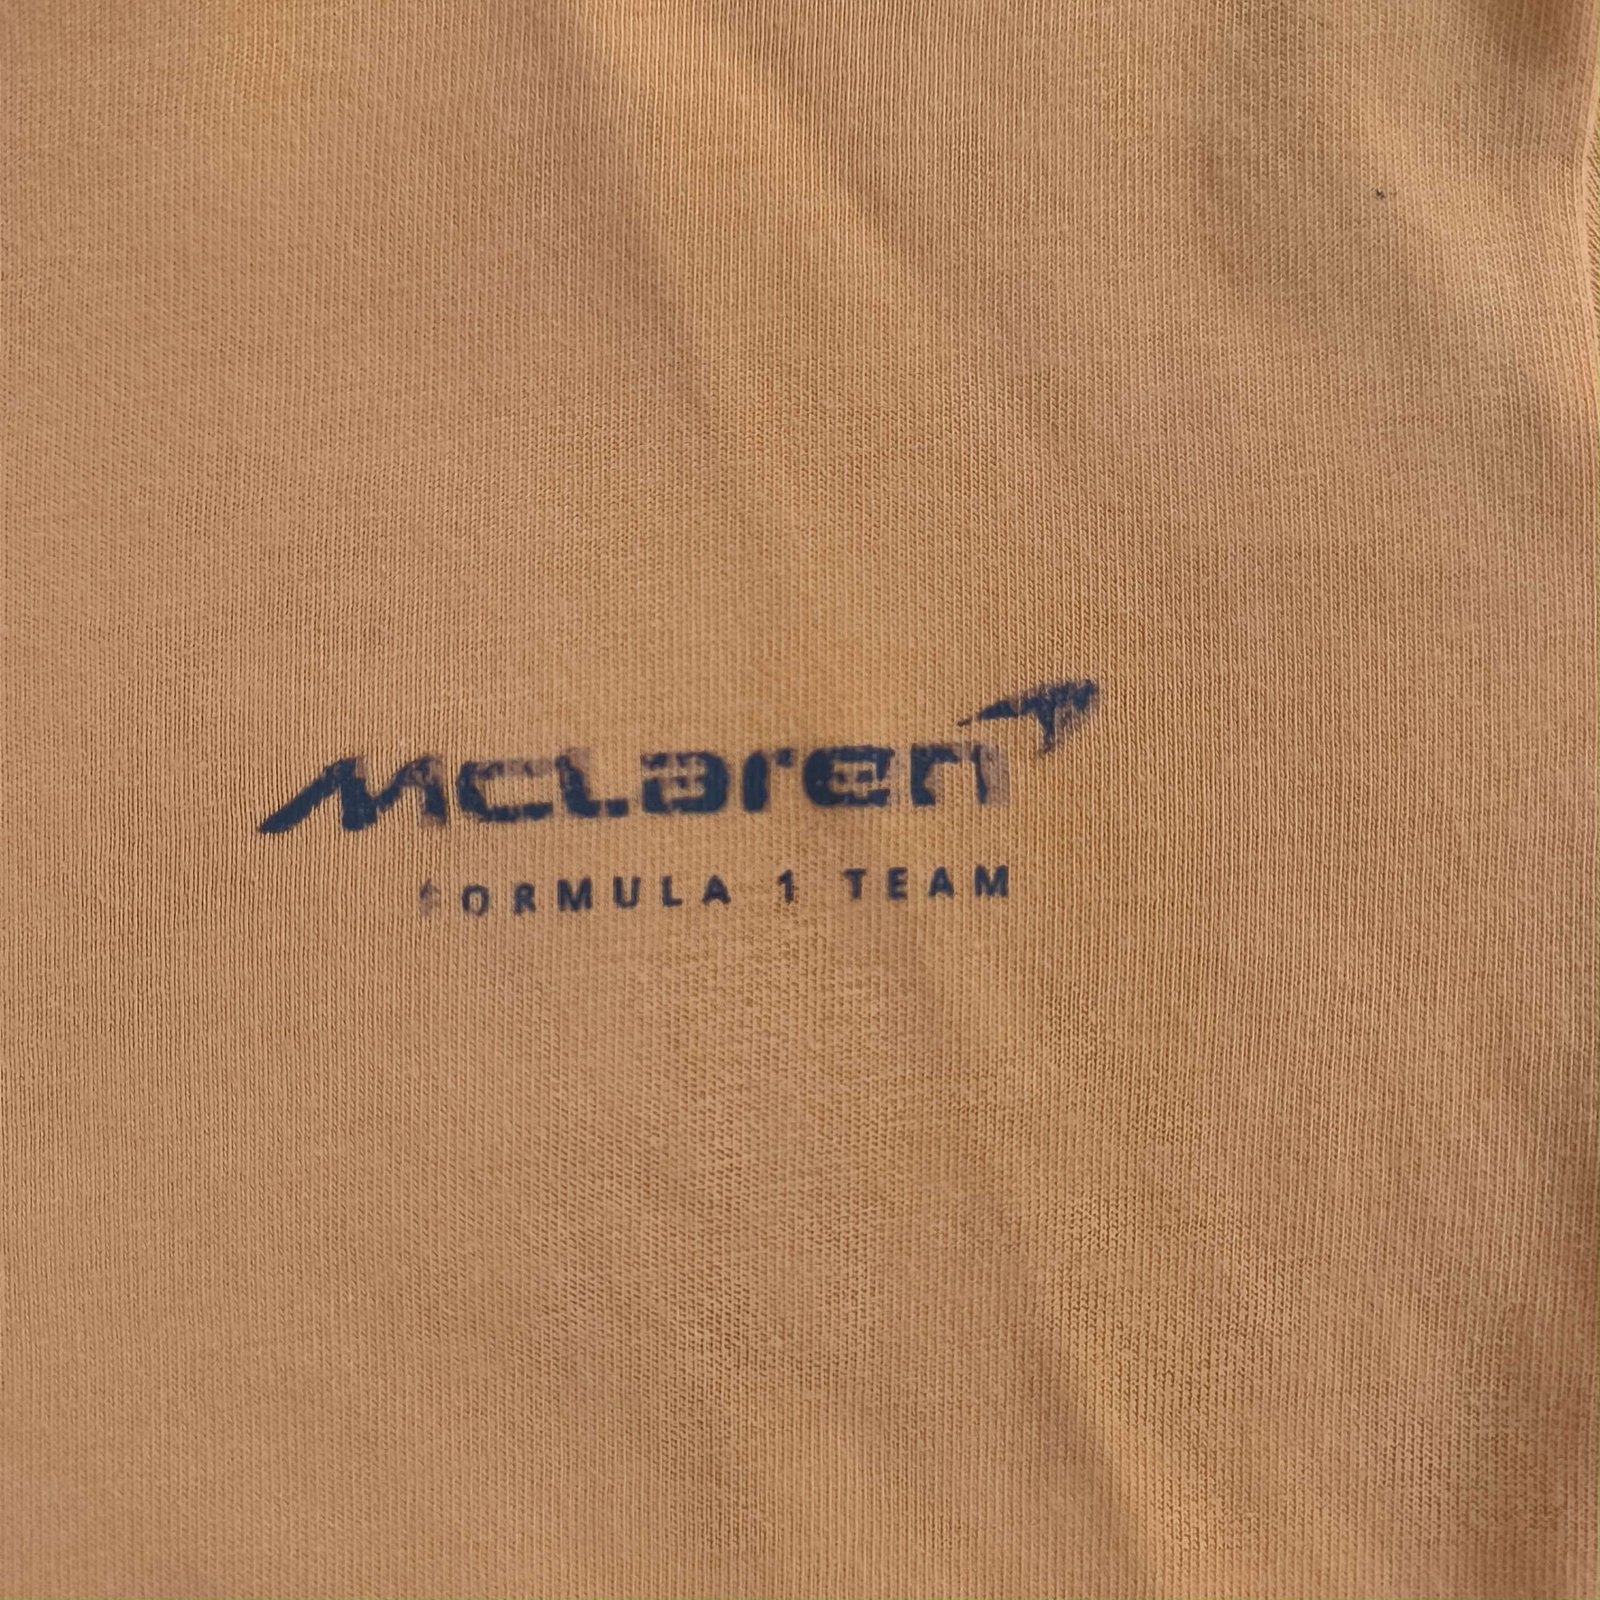 McLaren
FORMULA 1 TEAM